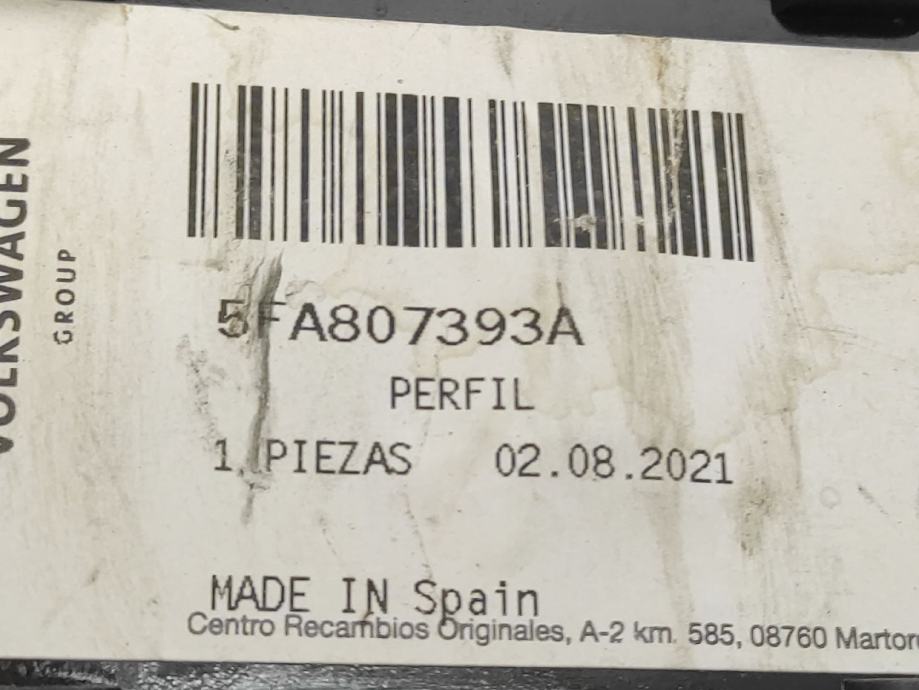 VOLKSWAGEN
GROUP
5FA807393A
PERFIL
1, PIEZAS 02.08.2021
MADE IN Spain
Centro Recambios Originales, A-2 km. 585, 08760 Martor